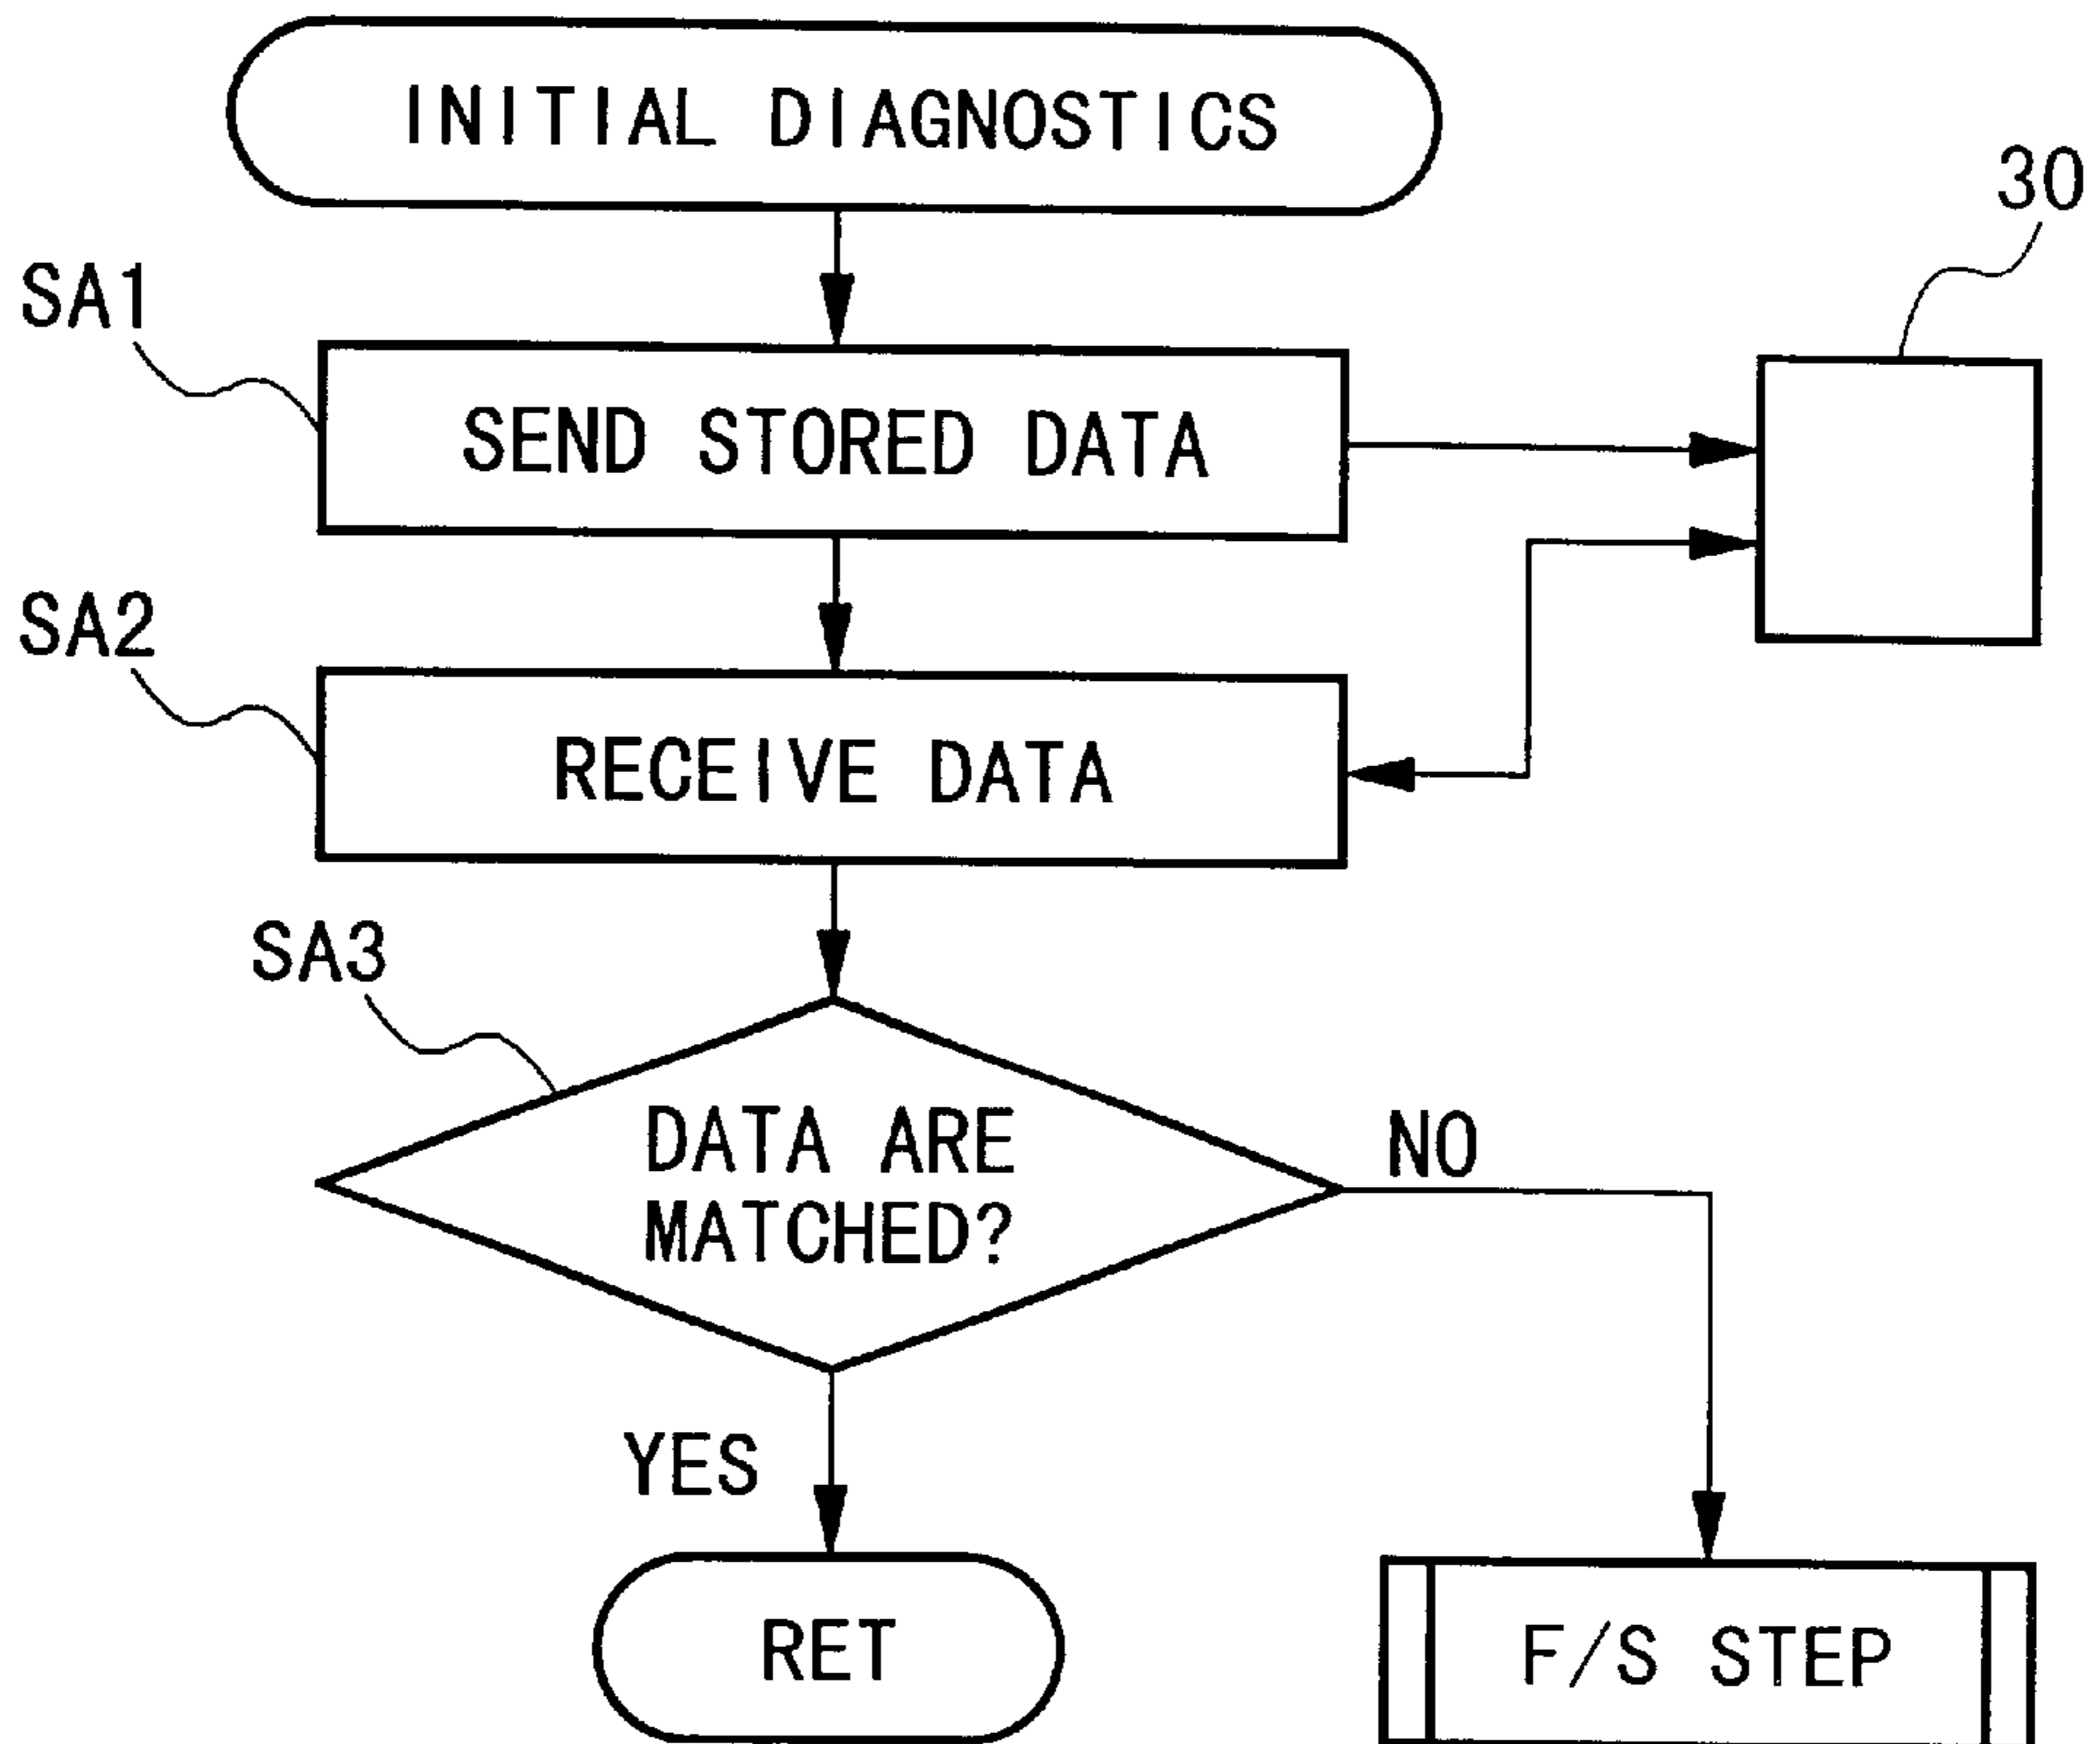 INITIAL DIAGNOSTICS
30
SA1
SEND STORED DATA
SA2
RECEIVE DATA
SA3
DATA ARE
MATCHED?
NO
YES
RET
F/S STEP